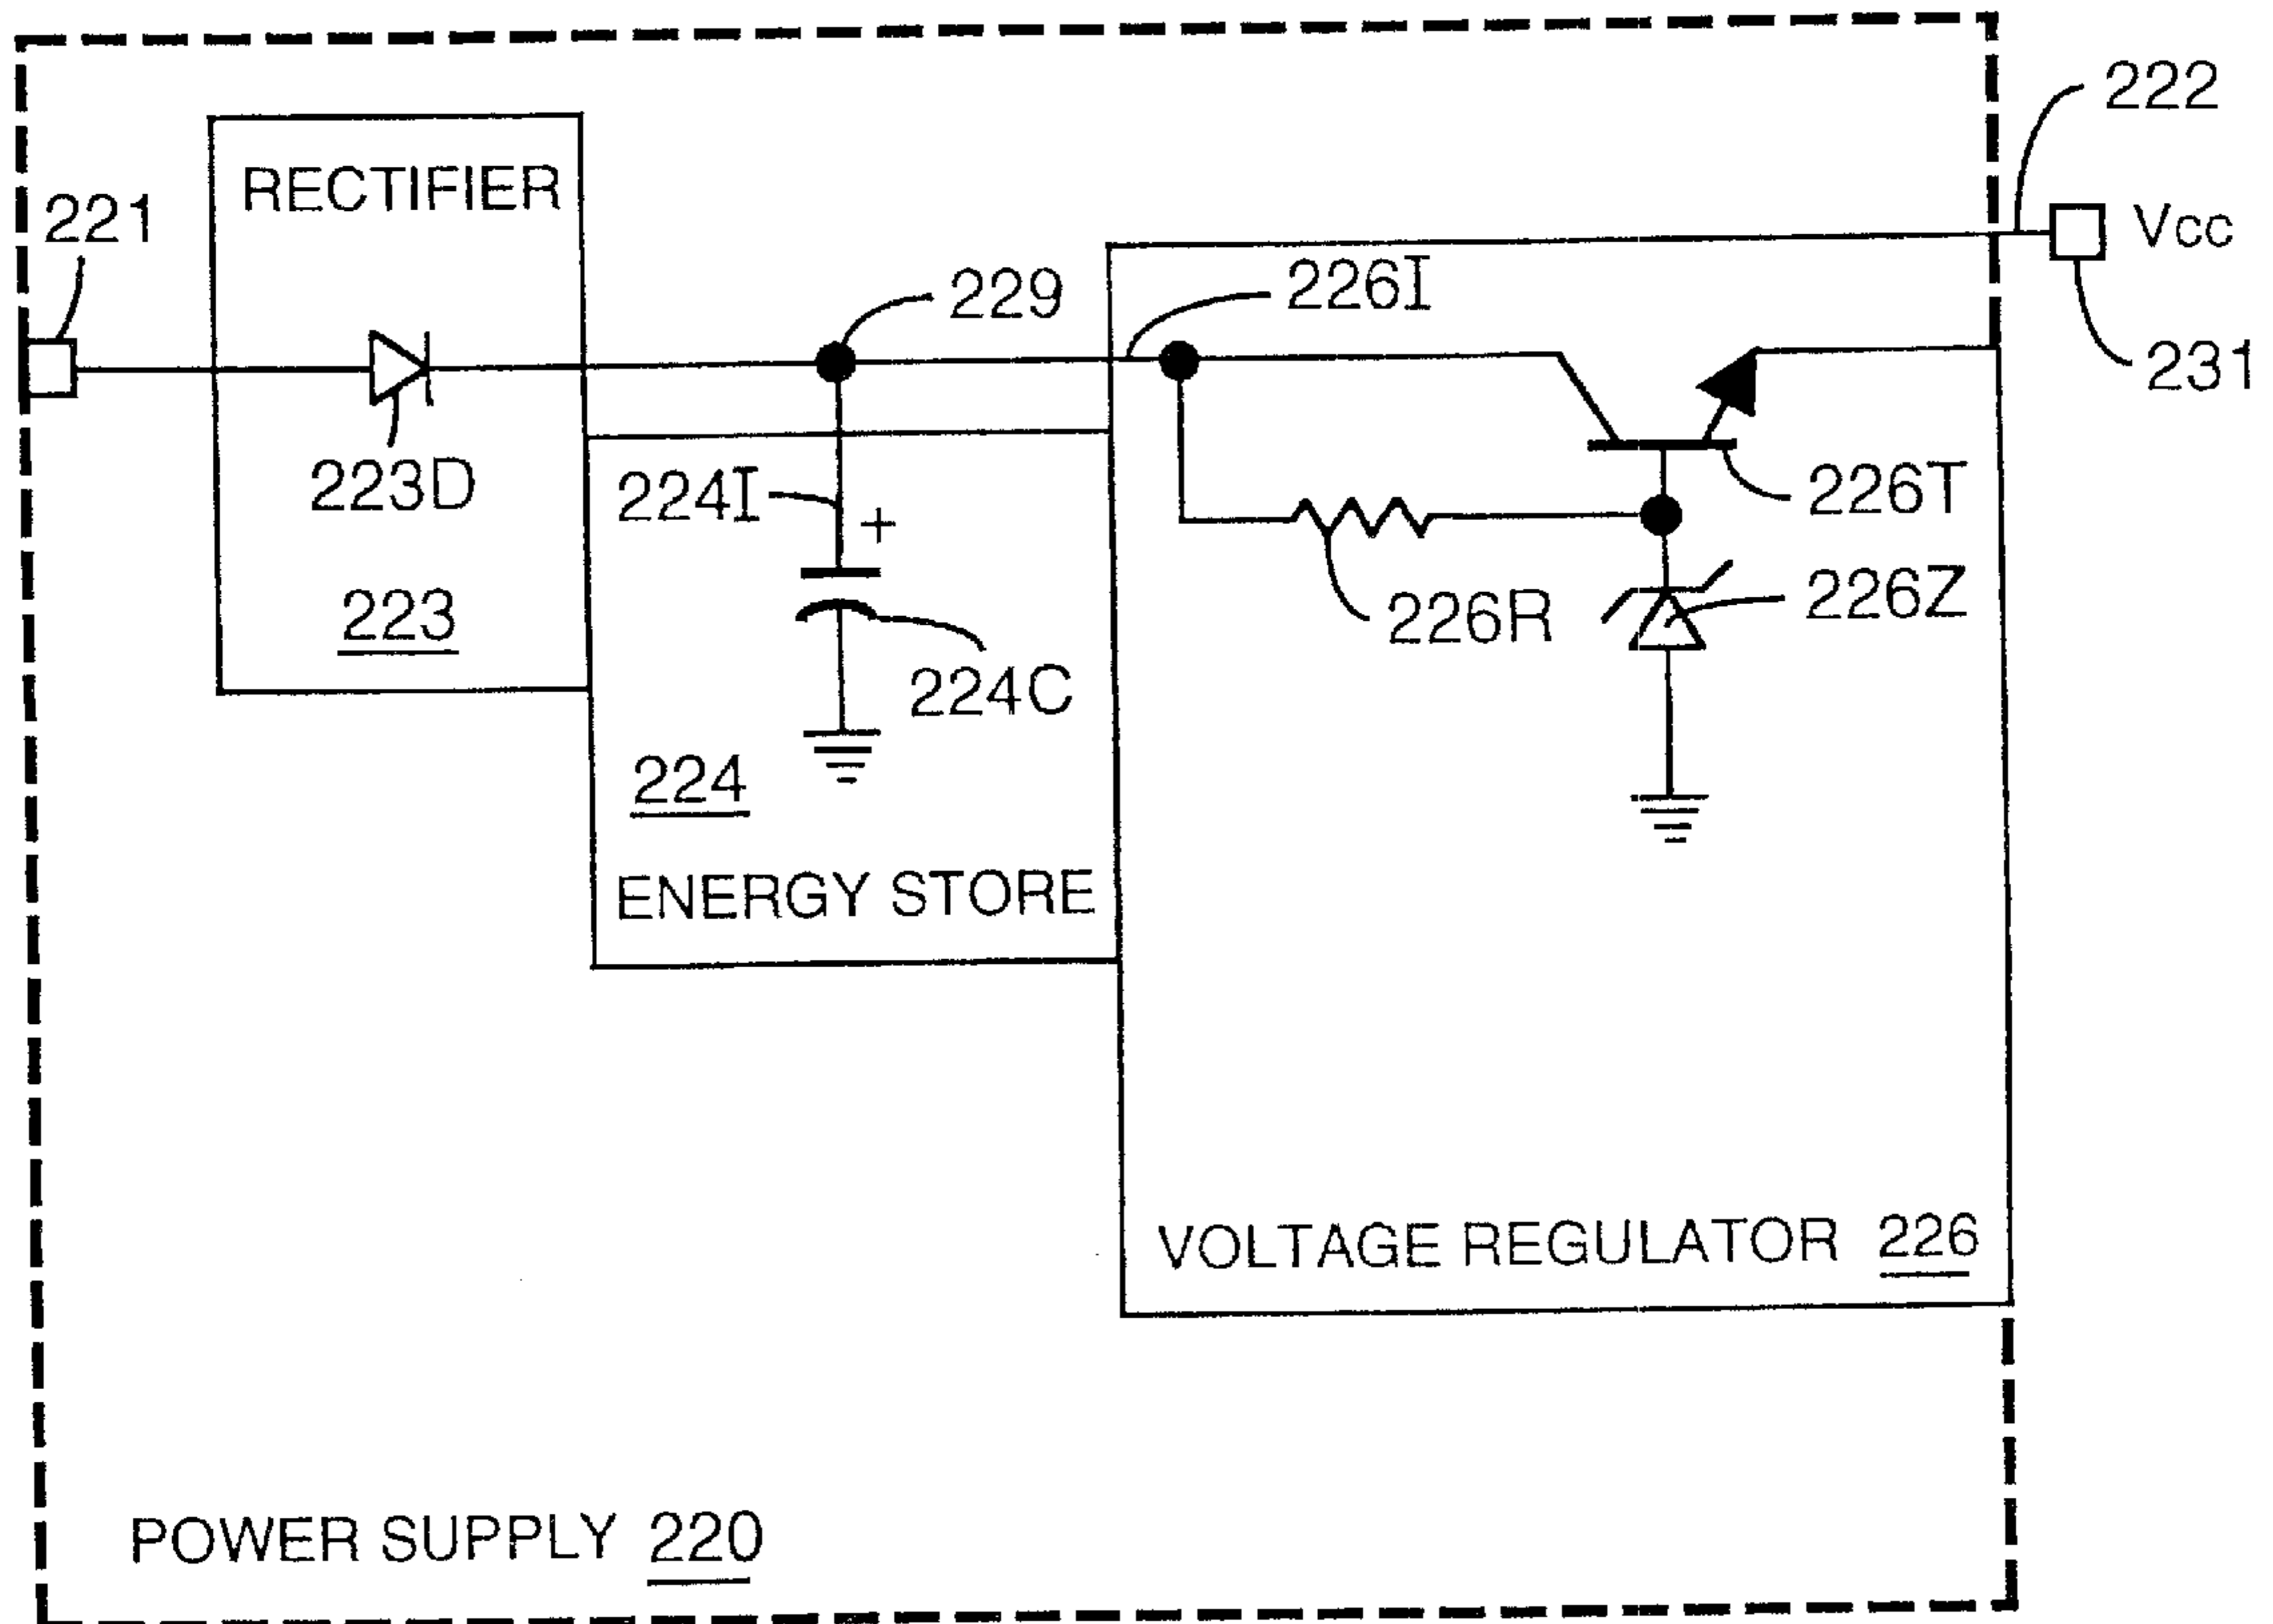 222
RECTIFIER
221
Vcc
229
226I
231
223D
224I
+
226T
226Z
223
226R
224C
224
ENERGY STORE
VOLTAGE REGULATOR 226
POWER SUPPLY 220